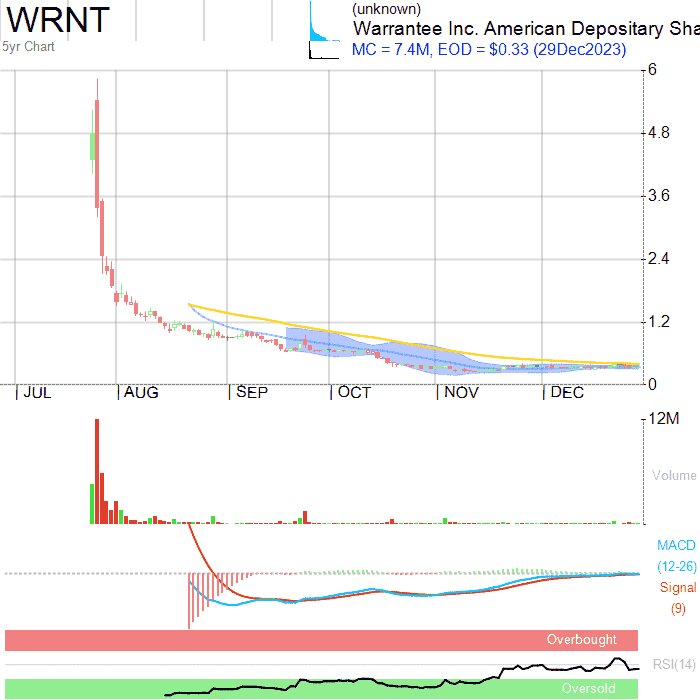 WRNT
5yr Chart
(unknown)
Warrantee Inc. American Depositary Sha
MC = 7.4M, EOD = $0.33 (29Dec2023)
6
4.8
3.6
2.4
1.2
0
JUL AUG SEP OCT NOV DEC
12M
Volume
MACD
(12-26)
Signal
(9)
Overbought
RSI(14)
Oversold